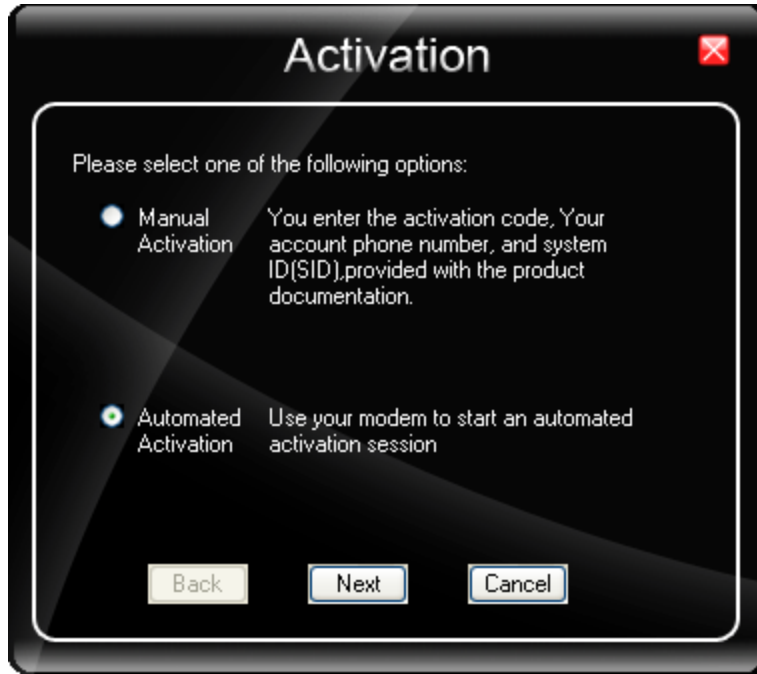 Activation
Please select one of the following options:
Manual
Activation
You enter the activation code, Your
account phone number, and system
ID(SID),provided with the product
documentation.
Automated
Activation
Use your modem to start an automated
activation session
Back
Next
Cancel